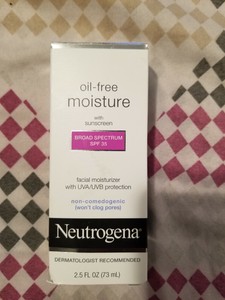 oil-free
moisture
with
sunscreen
BROAD SPECTRUM
SPF 35
facial moisturizer
with UVA/UVB protection
non-comedogenic
(won't clog pores)
Neutrogena
DERMATOLOGIST RECOMMENDED
2.5 FL OZ (73 mL)